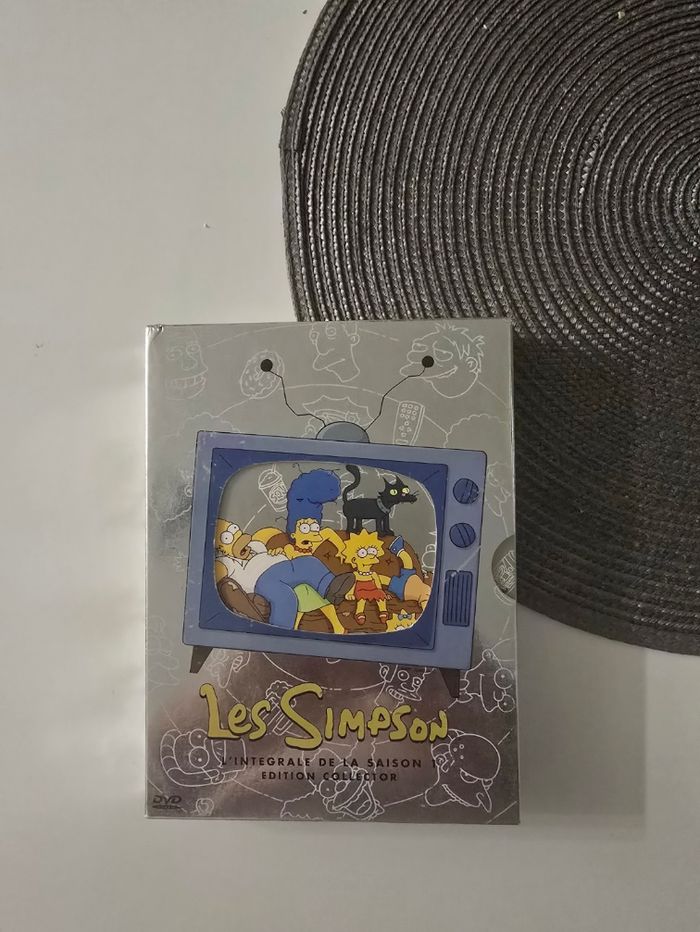 Les Simpson
L'INTEGRALE DE LA SAISON 1
EDITION COLLECTOR
DVD